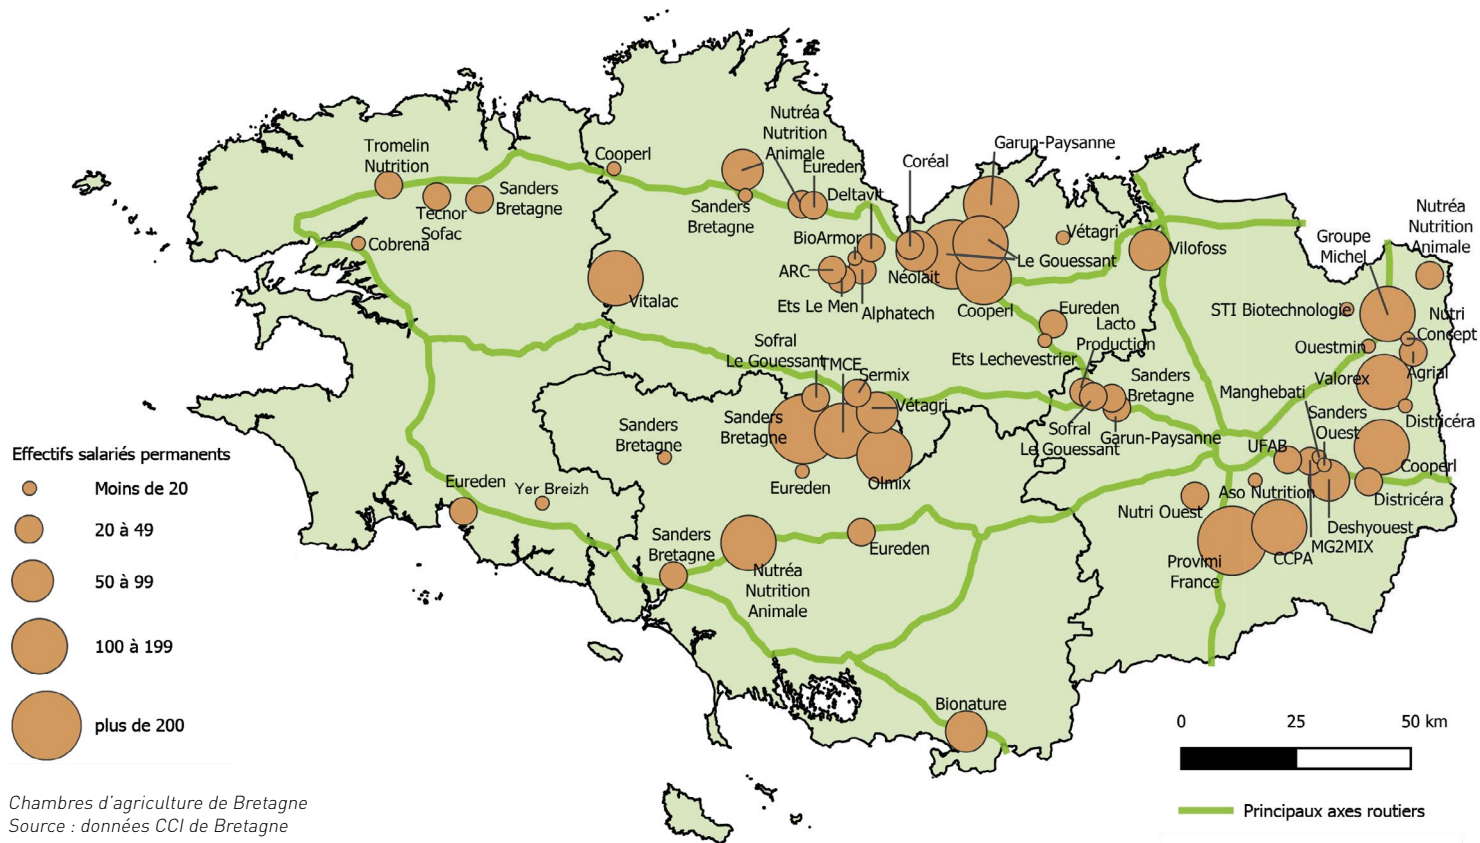 Nutréa
Nutrition
Animale
Garun-Paysanne
Tromelin
Nutrition
Cooperl
Coréal
Eureden
Deltavit
Sanders
Bretagne
Tecnor
Sofac
Sanders
Bretagne
Nutréa
Nutrition
Animale
Groupe
Michel
Cobrena
BioArmor
Vétagri
Vilofoss
Le Gouessant
ARC
Néolait
Vitalac
Ets Le Men
Alphatech
Cooperl
Eureden
Lacto
Production
STI Biotechnologie
Nutri
Concept
Ets Lechevestrier
Ouestmin
Sofral
Le Gouessant
TMCE
Sermix
Sanders
Bretagne
Agrial
Valorex
Manghebati
Vétagri
Sanders
Bretagne
Sanders
Bretagne
Sofral
Le Gouessant
Garun-Paysanne
Sanders
Ouest
Districéra
UFAB
Cooperl
Effectifs salariés permanents
Moins de 20
20 à 49
50 à 99
100 à 199
plus de 200
Eureden
Yer Breizh
Eureden
Olmix
Aso Nutrition
Districéra
Nutri Ouest
Deshyouest
MG2MIX
Sanders
Bretagne
Eureden
Provimi
France
CCPA
Nutréa
Nutrition
Animale
Bionature
0 25 50 km
Principaux axes routiers
Chambres d'agriculture de Bretagne
Source : données CCI de Bretagne